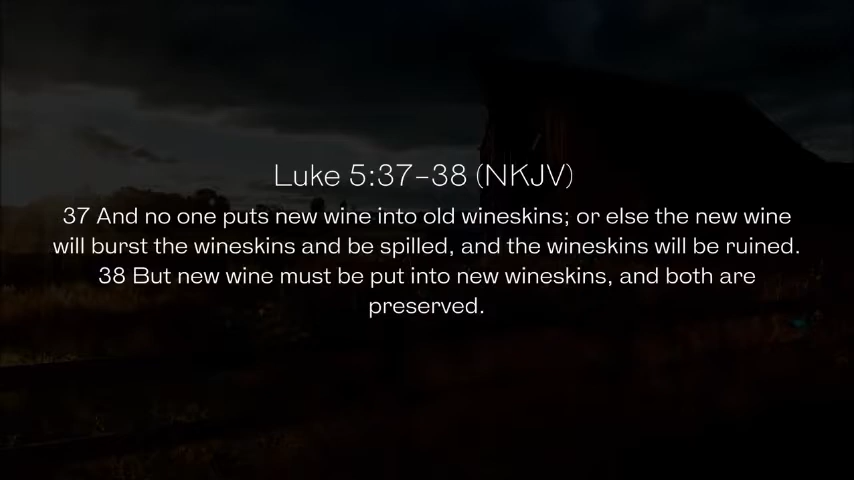 Luke 5:37–38 (NKJV)
37 And no one puts new wine into old wineskins; or else the new wine
will burst the wineskins and be spilled, and the wineskins will be ruined.
38 But new wine must be put into new wineskins, and both are
preserved.